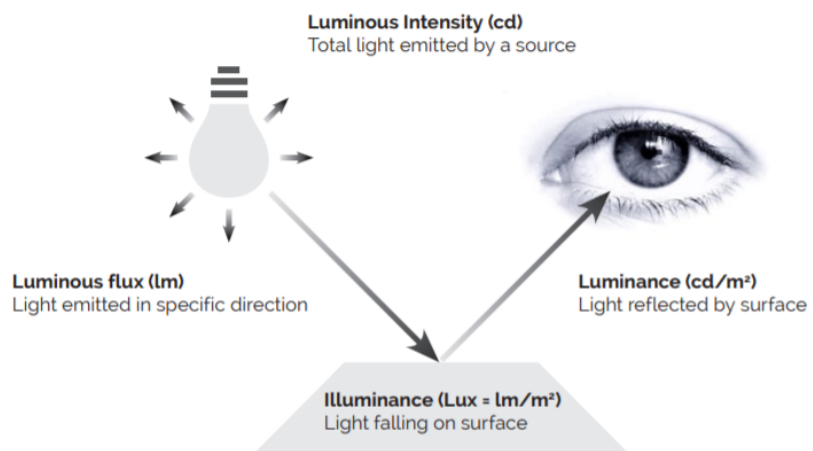 Luminous Intensity (cd)
Total light emitted by a source
Luminous flux (lm)
Light emitted in specific direction
Luminance (cd/m²)
Light reflected by surface
Illuminance (Lux = lm/m²)
Light falling on surface